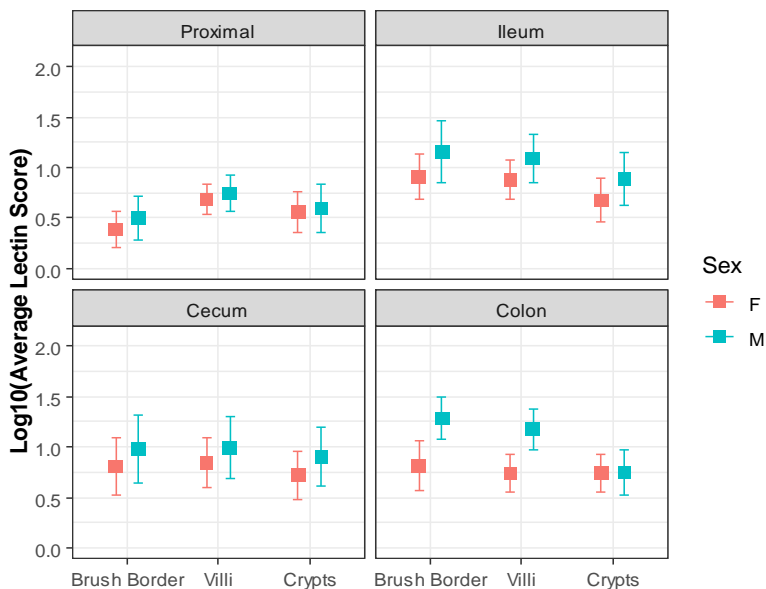 Proximal
Ileum
2.0
1.5
1.0
0.5
0.0
Cecum
Colon
2.0
1.5
1.0
0.5
0.0
Brush Border
Villi
Crypts
Brush Border
Villi
Crypts
Log10(Average Lectin Score)
Sex
F
M